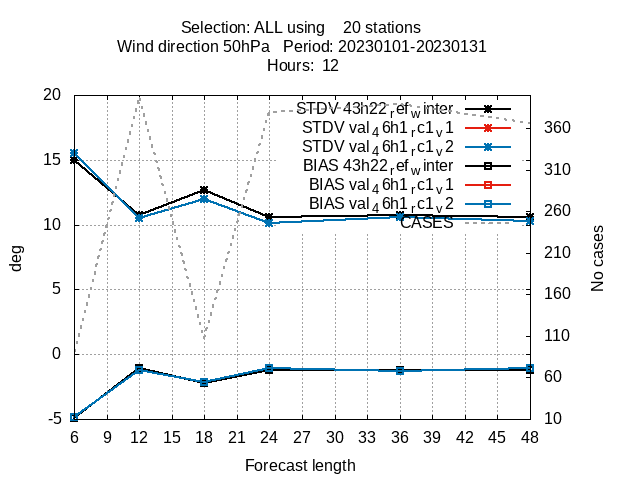 Selection: ALL using    20 stations
Wind direction 50hPa   Period: 20230101-20230131
Hours:  12
STDV 43h22_ref_winter
STDV val_46h1_rc1_v1
STDV val_46h1_rc1_v2
BIAS 43h22_ref_winter
BIAS val_46h1_rc1_v1
BIAS val_46h1_rc1_v2
CASES
20
15
10
5
0
-5
deg
360
310
260
210
160
110
60
10
No cases
6 9 12 15 18 21 24 27 30 33 36 39 42 45 48
Forecast length